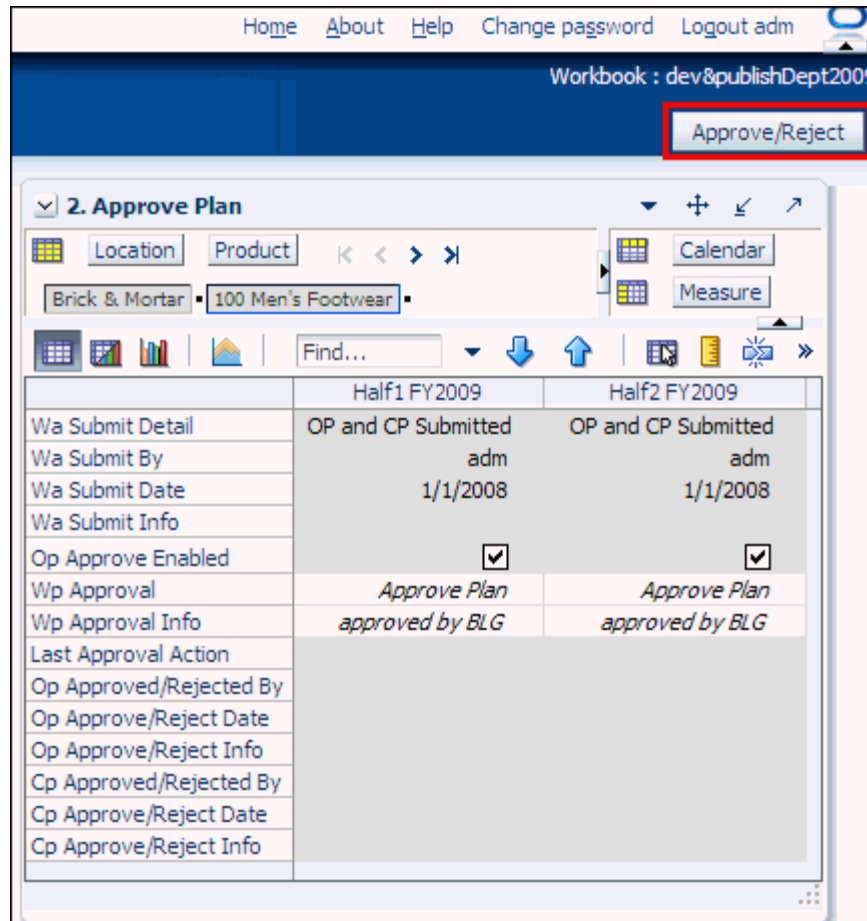 Home About Help Change password Logout adm
Workbook : dev&publishDept2009
Approve/Reject
2. Approve Plan
Location Product Calendar
Brick & Mortar 100 Men's Footwear Measure
Find...
Half1 FY2009 Half2 FY2009
Wa Submit Detail OP and CP Submitted OP and CP Submitted
Wa Submit By adm adm
Wa Submit Date 1/1/2008 1/1/2008
Wa Submit Info
Op Approve Enabled
Wp Approval Approve Plan Approve Plan
Wp Approval Info approved by BLG approved by BLG
Last Approval Action
Op Approved/Rejected By
Op Approve/Reject Date
Op Approve/Reject Info
Cp Approved/Rejected By
Cp Approve/Reject Date
Cp Approve/Reject Info